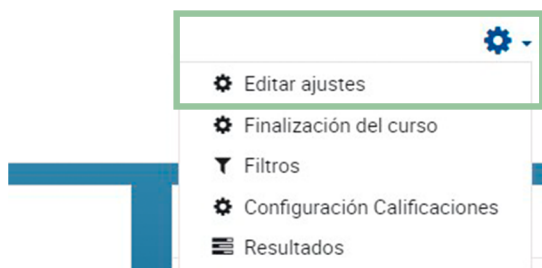 Editar ajustes
Finalización del curso
Filtros
Configuración Calificaciones
Resultados